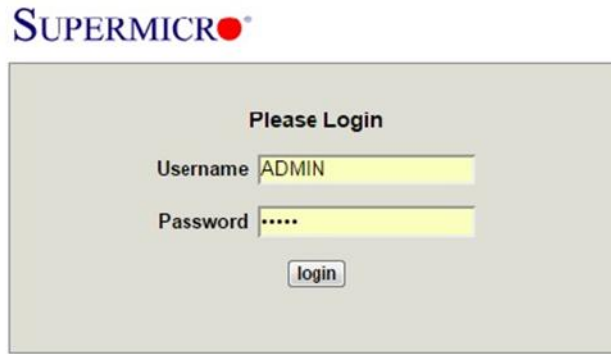 SUPERMICRO
Please Login
Username ADMIN
Password •••••
login